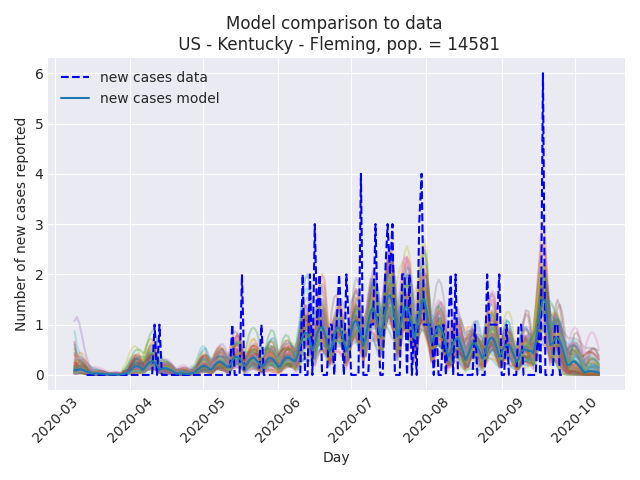 Model comparison to data
US - Kentucky - Fleming, pop. = 14581
new cases data
new cases model
Number of new cases reported
6
5
4
3
2
1
0
2020-03
2020-04
2020-05
2020-06
2020-07
2020-08
2020-09
2020-10
Day